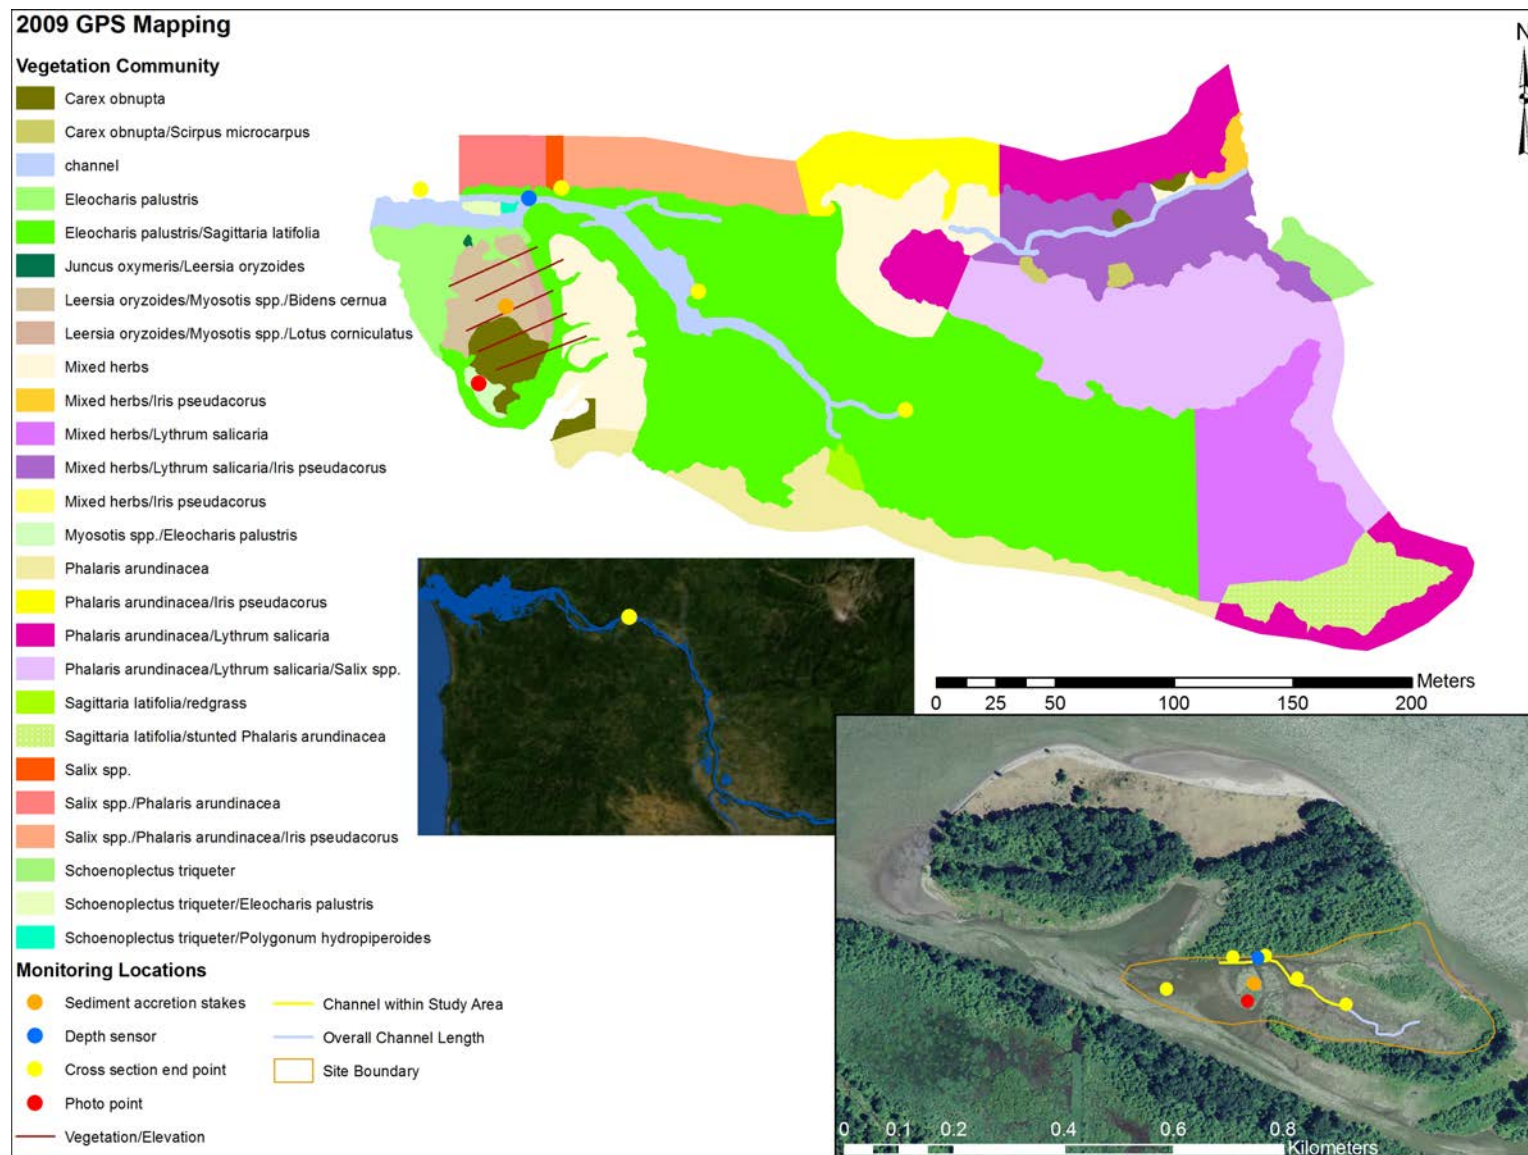 2009 GPS Mapping
N
Vegetation Community
Carex obnupta
Carex obnupta/Scirpus microcarpus
channel
Eleocharis palustris
Eleocharis palustris/Sagittaria latifolia
Juncus oxymeris/Leersia oryzoides
Leersia oryzoides/Myosotis spp./Bidens cernua
Leersia oryzoides/Myosotis spp./Lotus corniculatus
Mixed herbs
Mixed herbs/Iris pseudacorus
Mixed herbs/Lythrum salicaria
Mixed herbs/Lythrum salicaria/Iris pseudacorus
Mixed herbs/Iris pseudacorus
Myosotis spp./Eleocharis palustris
Phalaris arundinacea
Phalaris arundinacea/Iris pseudacorus
Phalaris arundinacea/Lythrum salicaria
Phalaris arundinacea/Lythrum salicaria/Salix spp.
Sagittaria latifolia/redgrass
Sagittaria latifolia/stunted Phalaris arundinacea
Salix spp.
Salix spp./Phalaris arundinacea
Salix spp./Phalaris arundinacea/Iris pseudacorus
Schoenoplectus triqueter
Schoenoplectus triqueter/Eleocharis palustris
Schoenoplectus triqueter/Polygonum hydropiperoides
Monitoring Locations
Sediment accretion stakes
Depth sensor
Cross section end point
Photo point
Vegetation/Elevation
Channel within Study Area
Overall Channel Length
Site Boundary
Meters
0 25 50 100 150 200
0 0.1 0.2 0.4 0.6 0.8
Kilometers